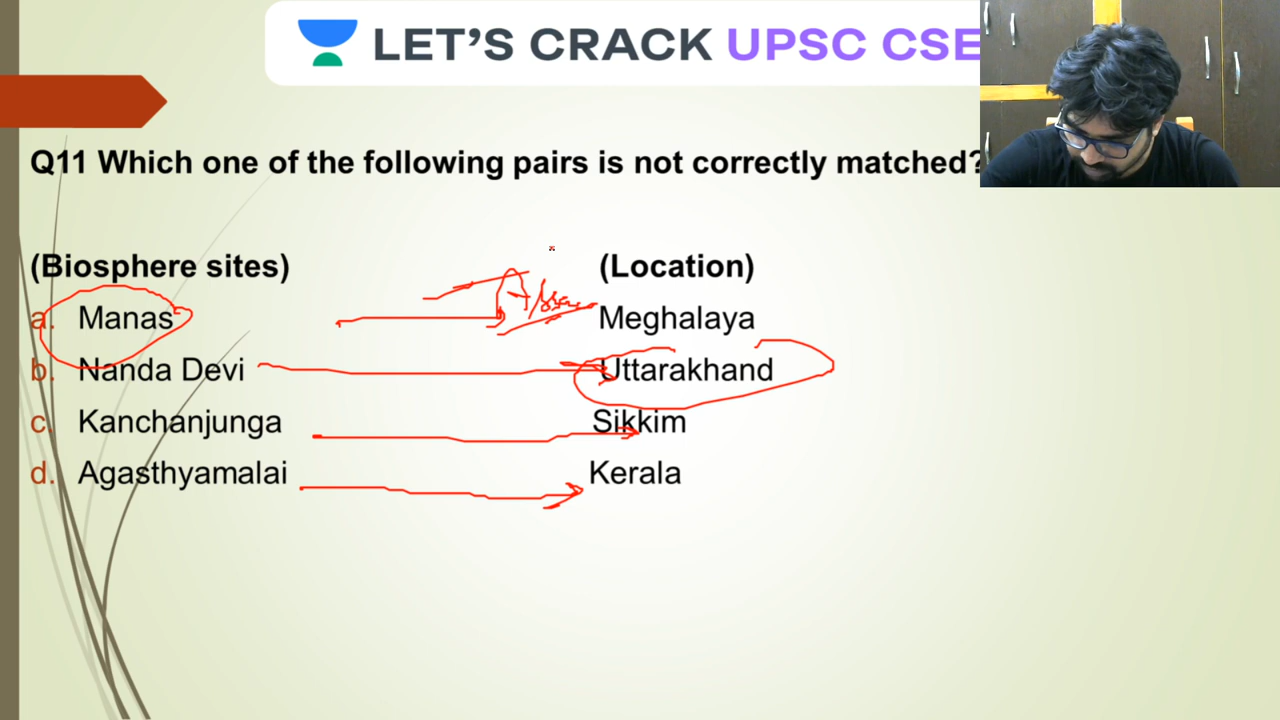 LET'S CRACK UPSC CSE
Q11 Which one of the following pairs is not correctly matched?
(Biosphere sites) (Location)
a. Manas Assam Meghalaya
b. Nanda Devi Uttarakhand
c. Kanchanjunga Sikkim
d. Agasthyamalai Kerala